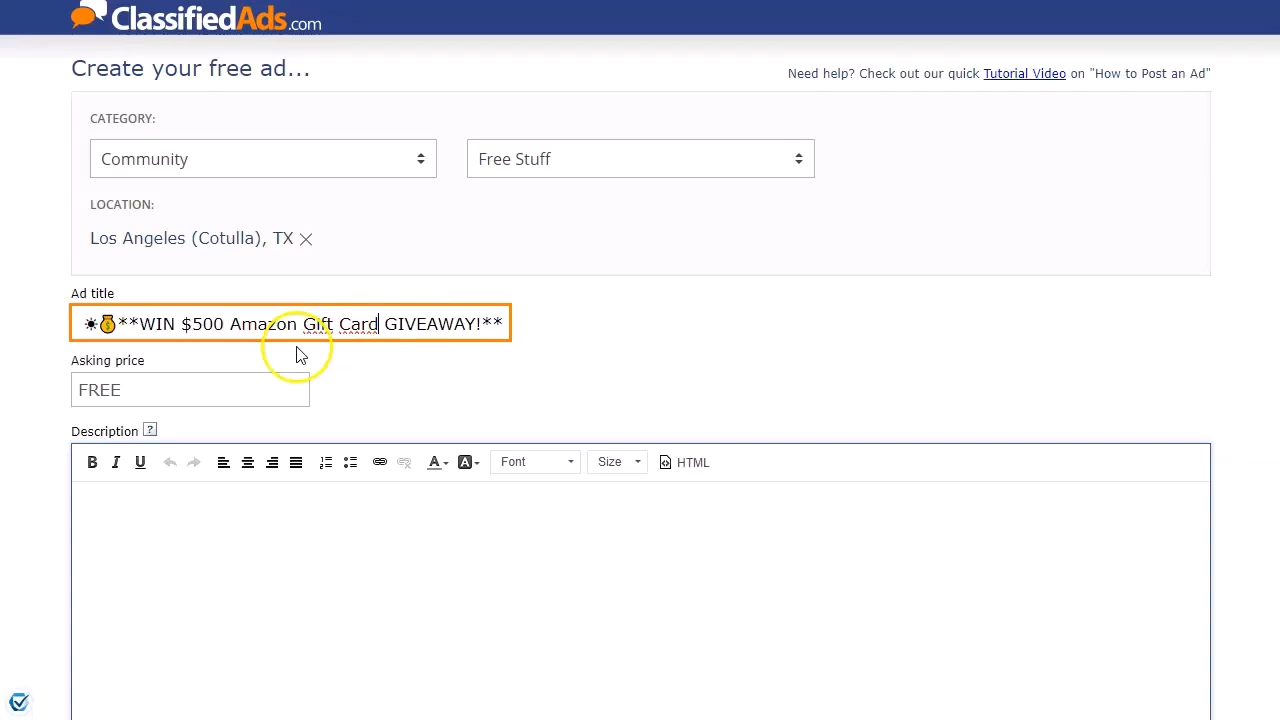 ClassifiedAds.com
Create your free ad...
Need help? Check out our quick Tutorial Video on "How to Post an Ad"
CATEGORY:
Community
Free Stuff
LOCATION:
Los Angeles (Cotulla), TX
Ad title
☀💰**WIN $500 Amazon Gift Card GIVEAWAY!**
Asking price
FREE
Description ?
B I U A A Font Size HTML